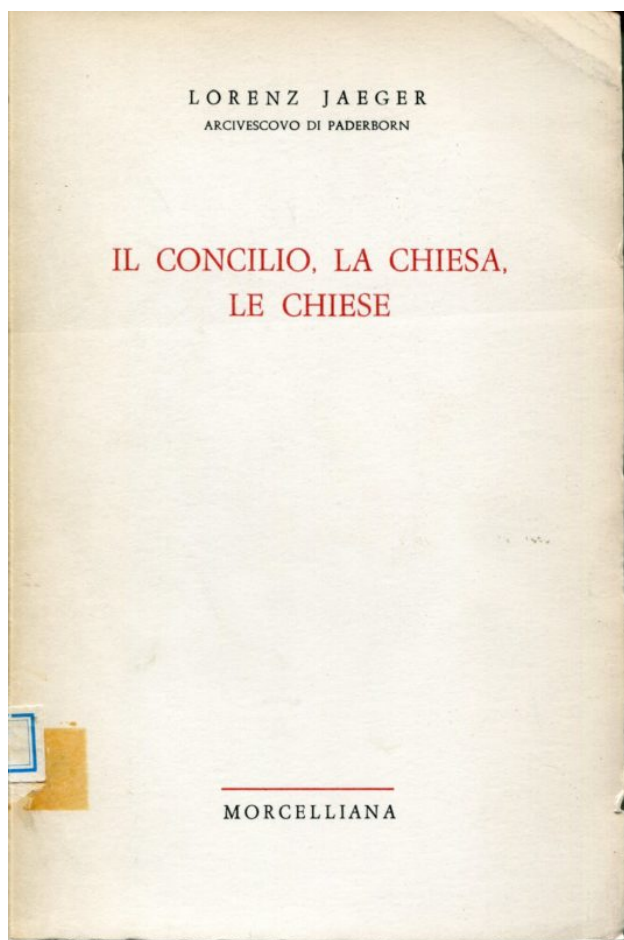 LORENZ JAEGER
ARCIVESCOVO DI PADERBORN
IL CONCILIO, LA CHIESA,
LE CHIESE
MORCELLIANA